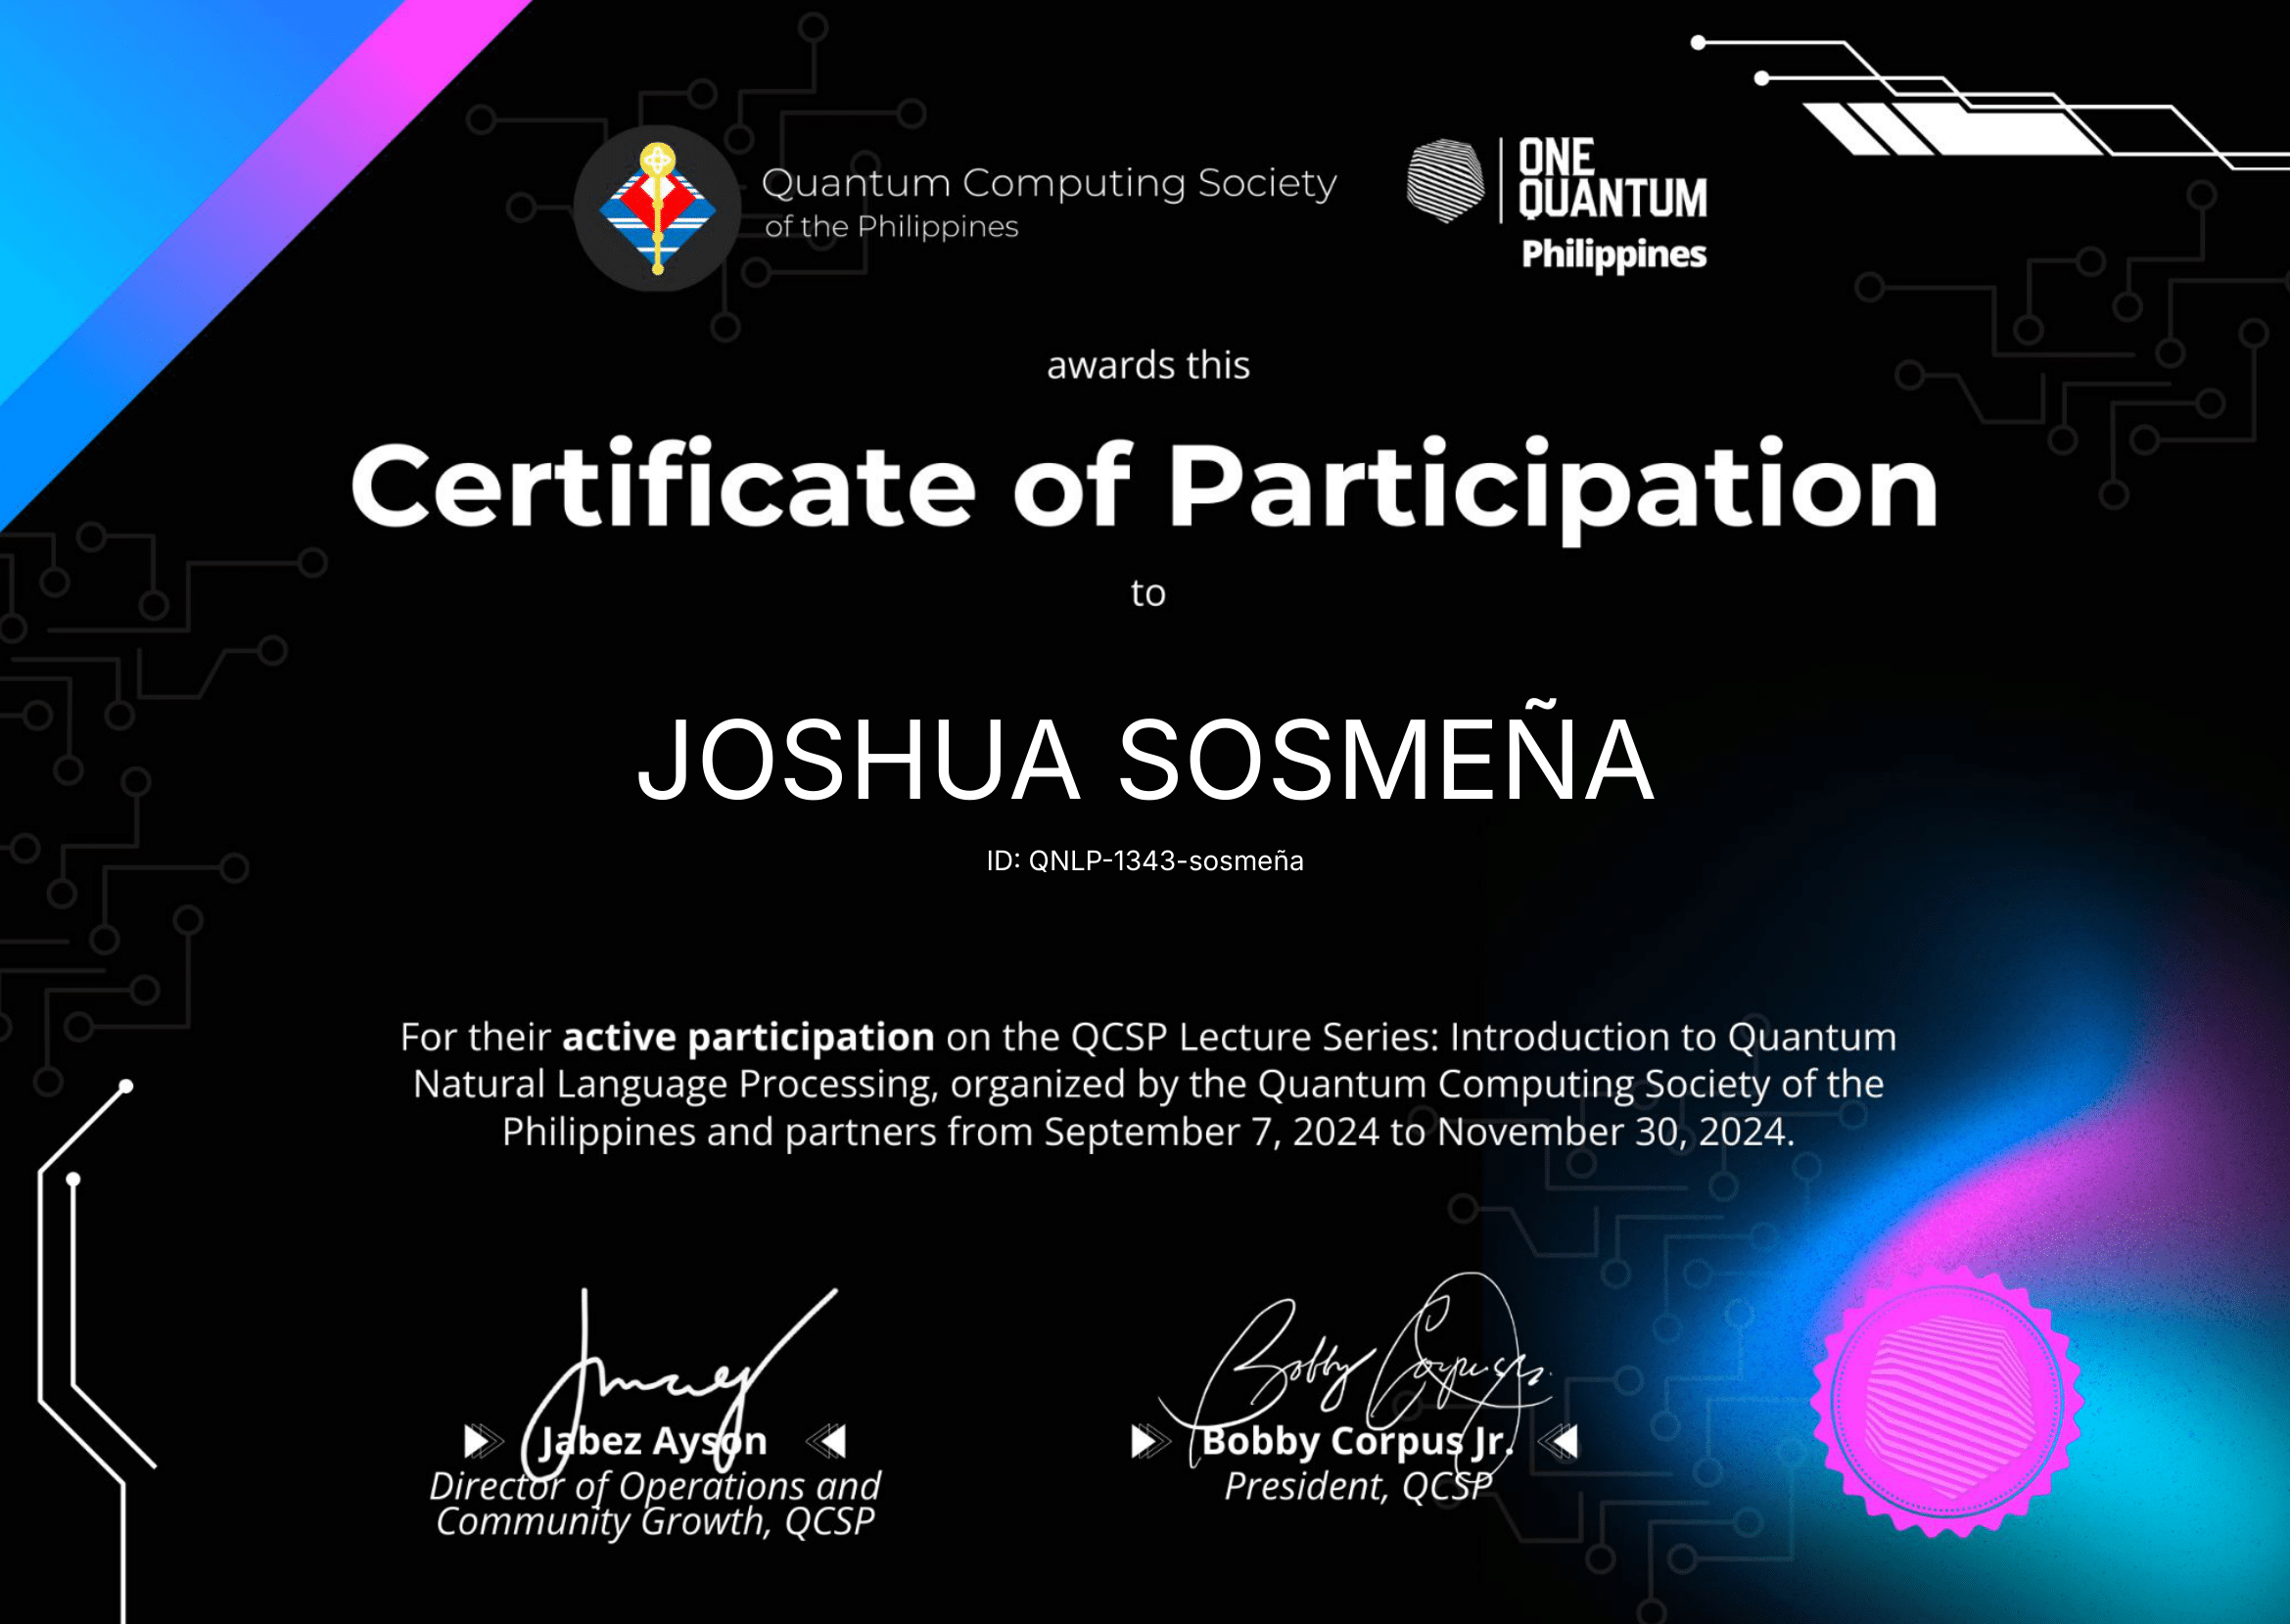 Quantum Computing Society
of the Philippines
ONE
QUANTUM
Philippines
awards this
Certificate of Participation
to
JOSHUA SOSMEÑA
ID: QNLP-1343-sosmeña
For their active participation on the QCSP Lecture Series: Introduction to Quantum
Natural Language Processing, organized by the Quantum Computing Society of the
Philippines and partners from September 7, 2024 to November 30, 2024.
Bobby Corpus Jr.
Jabez Ayson
Director of Operations and
Community Growth, QCSP
Bobby Corpus Jr.
President, QCSP